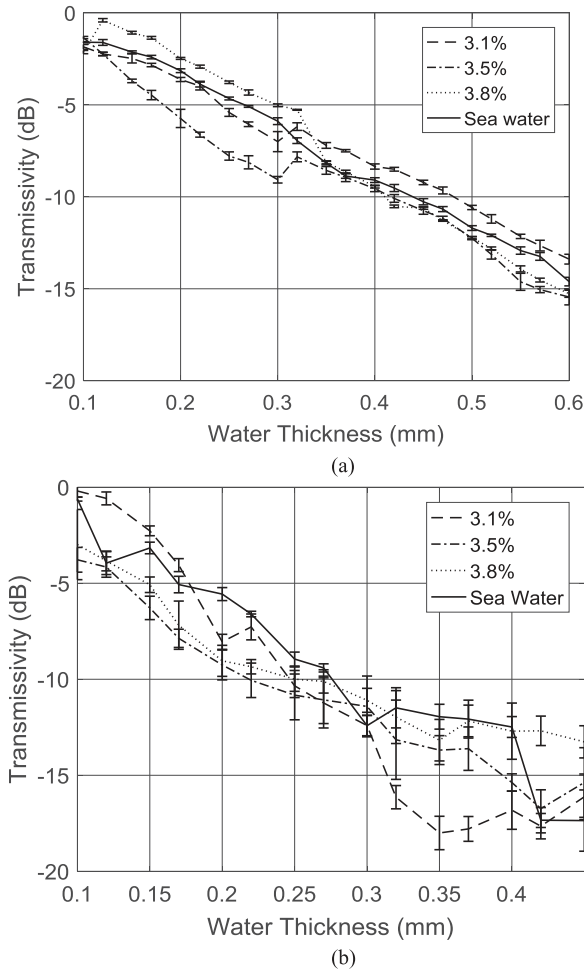 0
-5
-10
-15
-20
Transmissivity (dB)
3.1%
3.5%
3.8%
Sea water
0.1 0.2 0.3 0.4 0.5 0.6
Water Thickness (mm)
(a)
0
-5
-10
-15
-20
Transmissivity (dB)
3.1%
3.5%
3.8%
Sea Water
0.1 0.15 0.2 0.25 0.3 0.35 0.4
Water Thickness (mm)
(b)